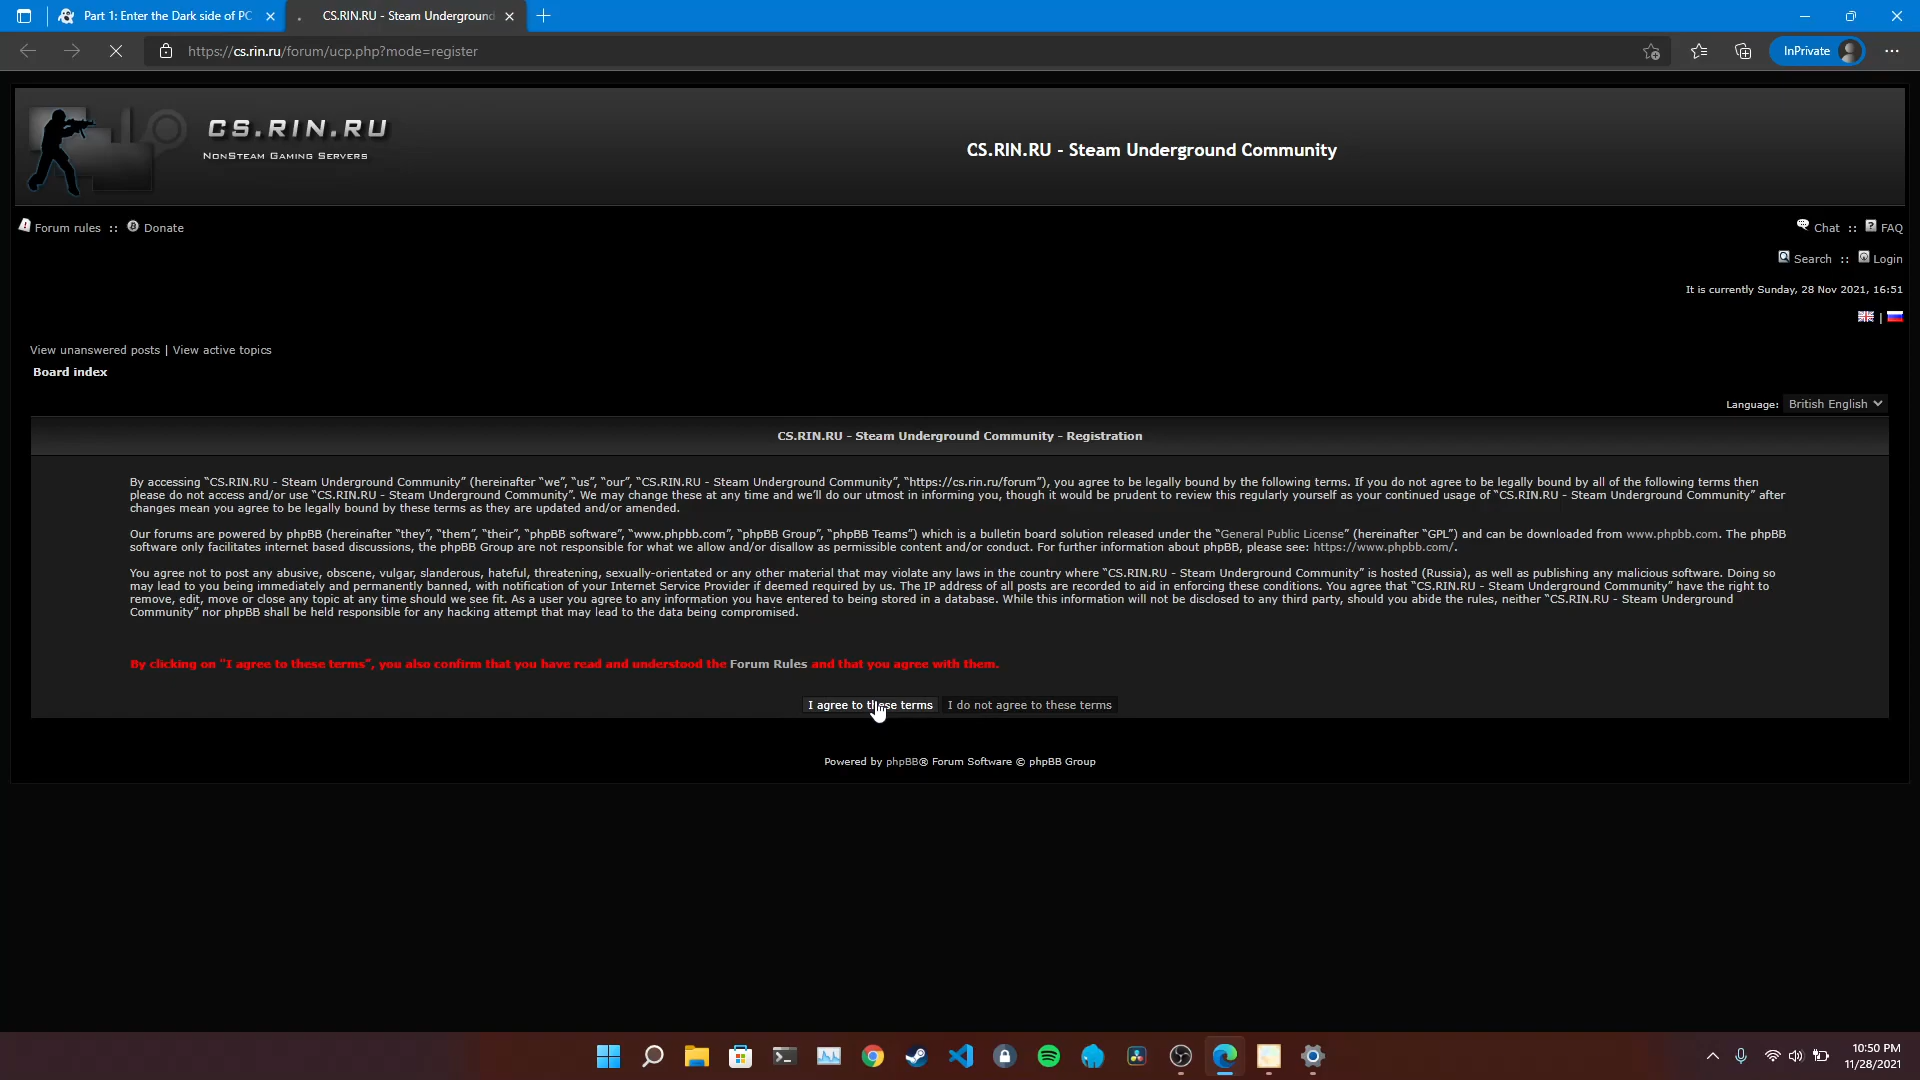 Part 1: Enter the Dark side of PC
CS.RIN.RU - Steam Underground
https://cs.rin.ru/forum/ucp.php?mode=register
InPrivate
CS.RIN.RU
NonSteam Gaming Servers
CS.RIN.RU - Steam Underground Community
Forum rules :: Donate
Chat :: FAQ
Search :: Login
It is currently Sunday, 28 Nov 2021, 16:51
|
View unanswered posts | View active topics
Board index
Language: British English
CS.RIN.RU - Steam Underground Community - Registration
By accessing “CS.RIN.RU - Steam Underground Community” (hereinafter “we”, “us”, “our”, “CS.RIN.RU - Steam Underground Community”, “https://cs.rin.ru/forum”), you agree to be legally bound by the following terms. If you do not agree to be legally bound by all of the following terms then
please do not access and/or use “CS.RIN.RU - Steam Underground Community”. We may change these at any time and we’ll do our utmost in informing you, though it would be prudent to review this regularly yourself as your continued usage of “CS.RIN.RU - Steam Underground Community” after
changes mean you agree to be legally bound by these terms as they are updated and/or amended.
Our forums are powered by phpBB (hereinafter “they”, “them”, “their”, “phpBB software”, “www.phpbb.com”, “phpBB Group”, “phpBB Teams”) which is a bulletin board solution released under the “General Public License” (hereinafter “GPL”) and can be downloaded from www.phpbb.com. The phpBB
software only facilitates internet based discussions, the phpBB Group are not responsible for what we allow and/or disallow as permissible content and/or conduct. For further information about phpBB, please see: https://www.phpbb.com/.
You agree not to post any abusive, obscene, vulgar, slanderous, hateful, threatening, sexually-orientated or any other material that may violate any laws in the country where “CS.RIN.RU - Steam Underground Community” is hosted (Russia), as well as publishing any malicious software. Doing so
may lead to you being immediately and permanently banned, with notification of your Internet Service Provider if deemed required by us. The IP address of all posts are recorded to aid in enforcing these conditions. You agree that “CS.RIN.RU - Steam Underground Community” have the right to
remove, edit, move or close any topic at any time should we see fit. As a user you agree to any information you have entered to being stored in a database. While this information will not be disclosed to any third party, should you abide the rules, neither “CS.RIN.RU - Steam Underground
Community” nor phpBB shall be held responsible for any hacking attempt that may lead to the data being compromised.
By clicking on "I agree to these terms", you also confirm that you have read and understood the Forum Rules and that you agree with them.
I agree to these terms I do not agree to these terms
Powered by phpBB® Forum Software © phpBB Group
10:50 PM
11/28/2021